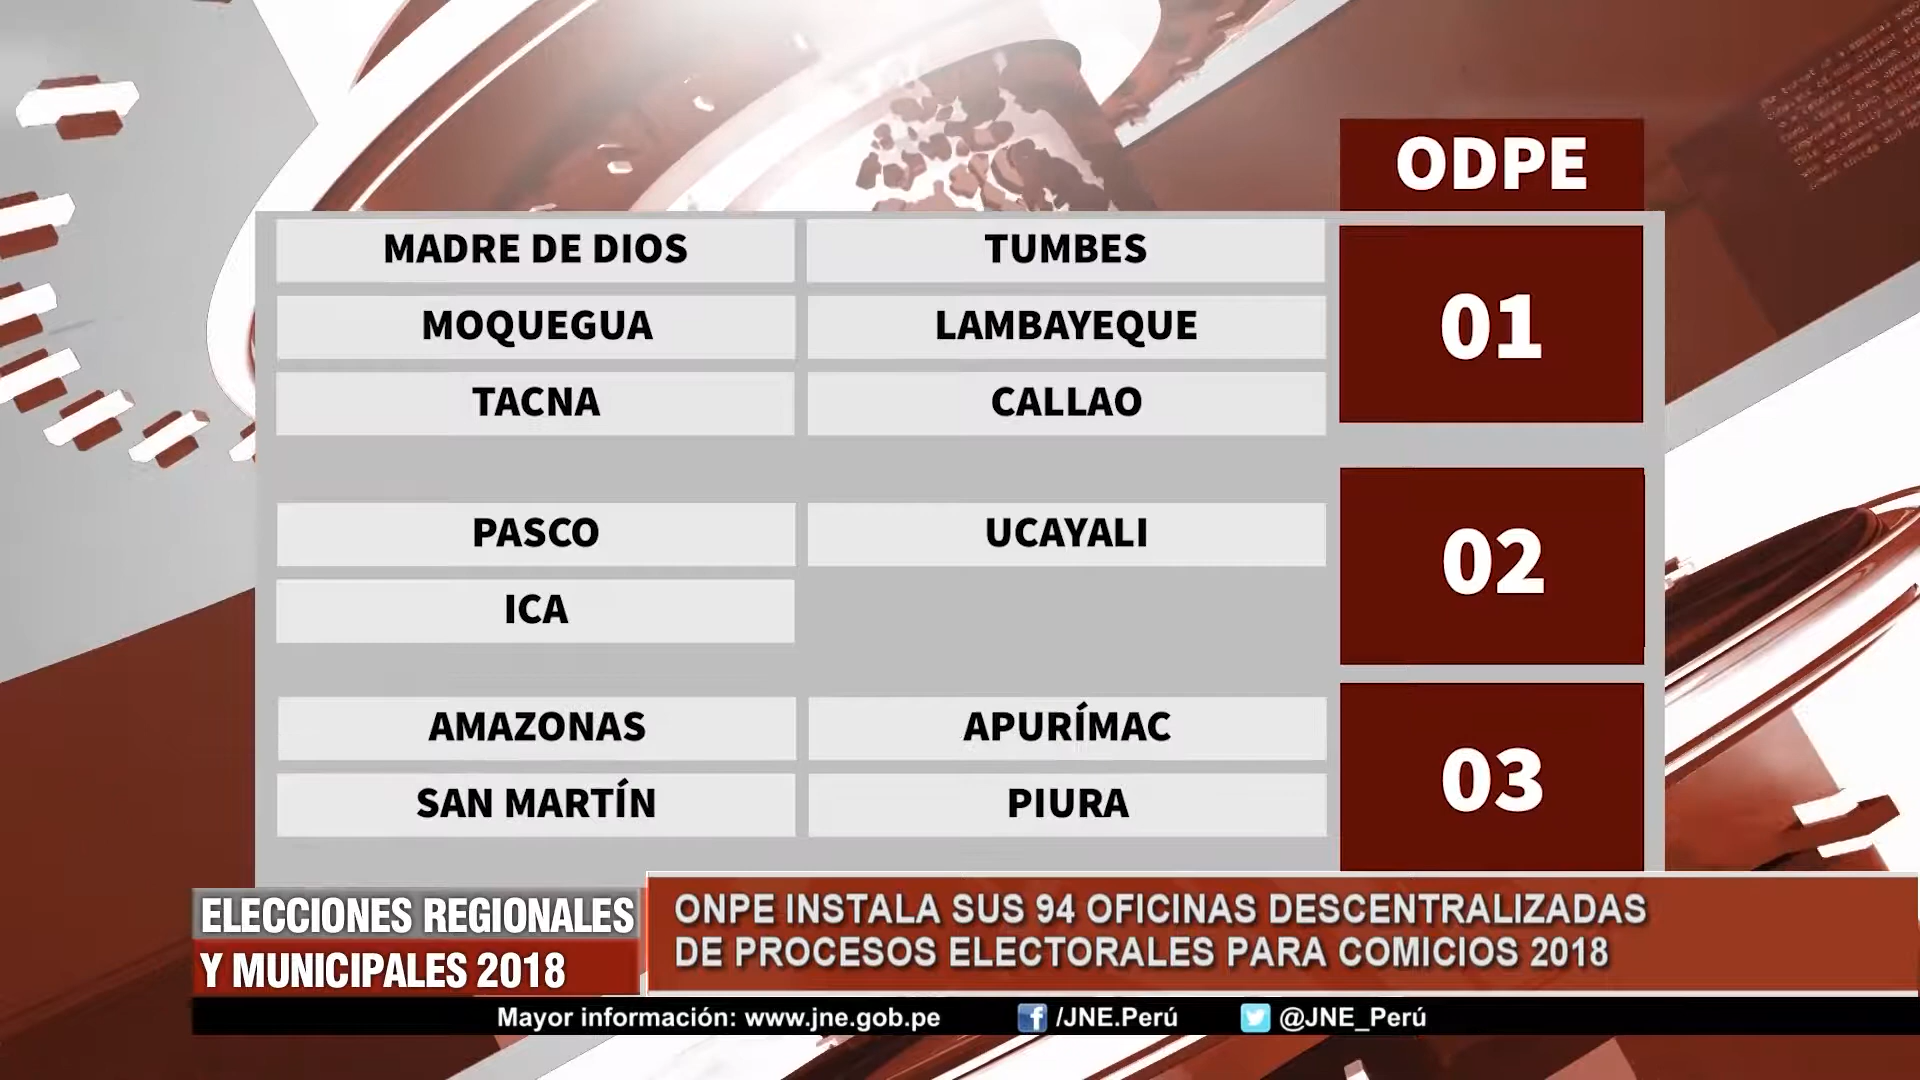 ODPE
MADRE DE DIOS TUMBES
01
MOQUEGUA LAMBAYEQUE
TACNA CALLAO
PASCO UCAYALI
02
ICA
AMAZONAS APURÍMAC
03
SAN MARTÍN PIURA
ELECCIONES REGIONALES
Y MUNICIPALES 2018
ONPE INSTALA SUS 94 OFICINAS DESCENTRALIZADAS
DE PROCESOS ELECTORALES PARA COMICIOS 2018
Mayor información: www.jne.gob.pe /JNE.Perú @JNE_Perú